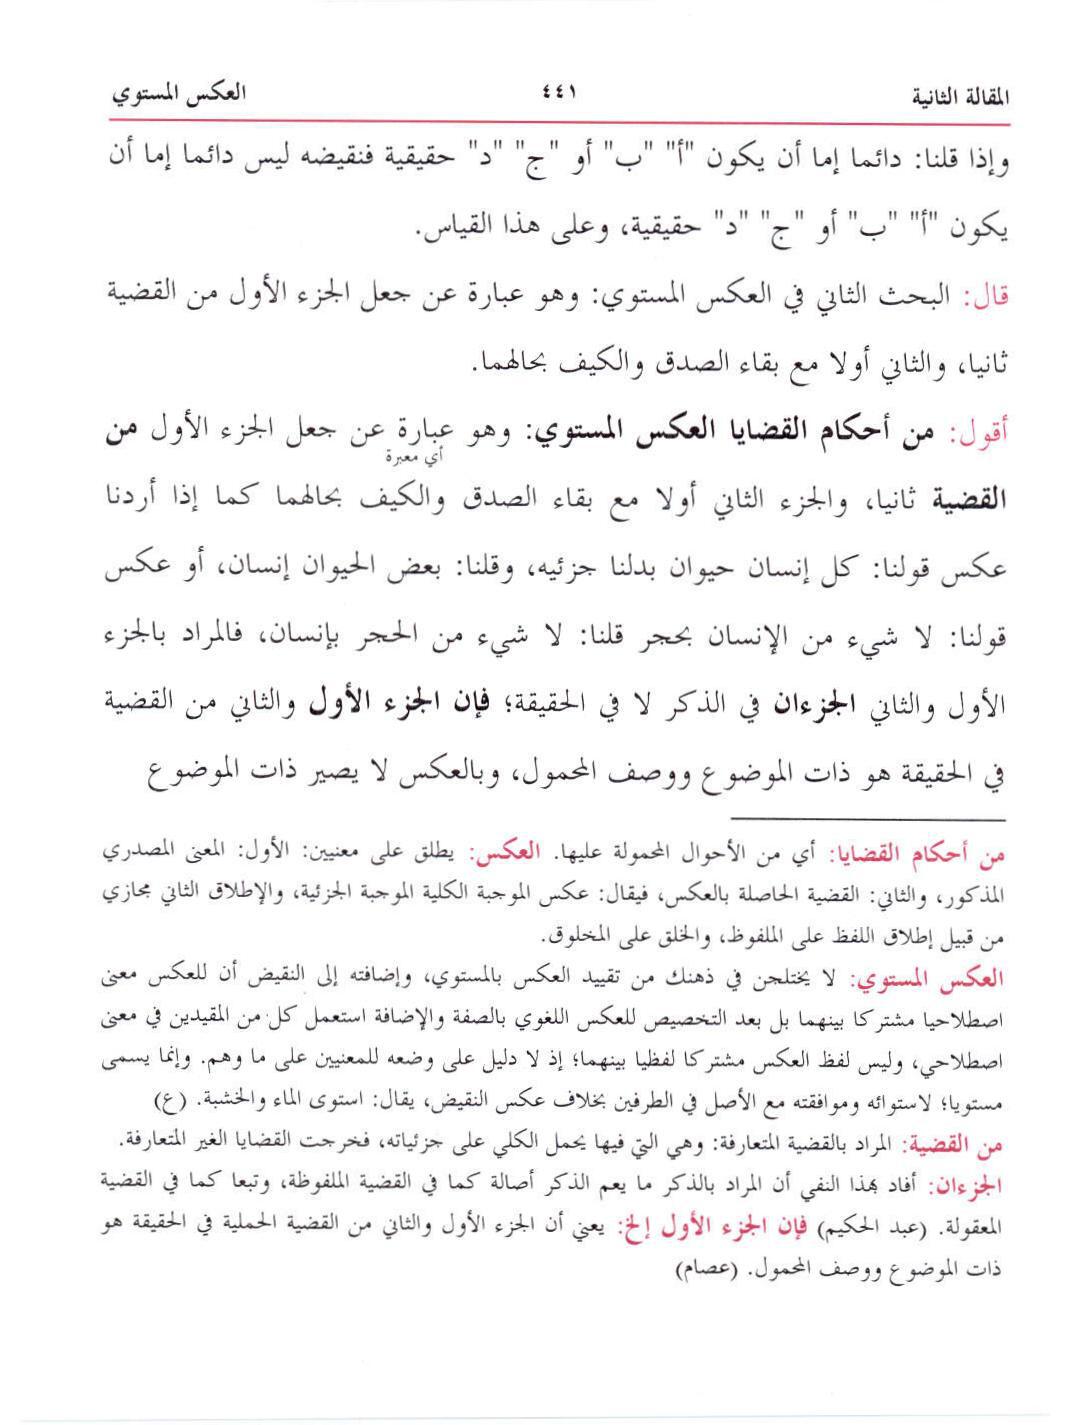 المقالة الثانية ٤٤١ العكس المستوي
وإذا قلنا: دائما إما أن يكون "أ" "ب" أو "ج" "د" حقيقية فنقيضه ليس دائما إما أن
يكون "أ" "ب" أو "ج" "د" حقيقية، وعلى هذا القياس.
قال: البحث الثاني في العكس المستوي: وهو عبارة عن جعل الجزء الأول من القضية
ثانيا، والثاني أولا مع بقاء الصدق والكيف بحالهما.
أقول: من أحكام القضايا العكس المستوي: وهو عبارة عن جعل الجزء الأول من
أي معبرة
القضية ثانيا، والجزء الثاني أولا مع بقاء الصدق والكيف بحالهما كما إذا أردنا
عكس قولنا: كل إنسان حيوان بدلنا جزئيه، وقلنا: بعض الحيوان إنسان، أو عكس
قولنا: لا شيء من الإنسان بحجر قلنا: لا شيء من الحجر بإنسان، فالمراد بالجزء
الأول والثاني الجزءان في الذكر لا في الحقيقة؛ فإن الجزء الأول والثاني من القضية
في الحقيقة هو ذات الموضوع ووصف المحمول، وبالعكس لا يصير ذات الموضوع
من أحكام القضايا: أي من الأحوال المحمولة عليها. العكس: يطلق على معنيين: الأول: المعنى المصدري
المذكور، والثاني: القضية الحاصلة بالعكس، فيقال: عكس الموجبة الكلية الموجبة الجزئية، والإطلاق الثاني مجازي
من قبيل إطلاق اللفظ على الملفوظ، والخلق على المخلوق.
العكس المستوي: لا يختلجن في ذهنك من تقييد العكس بالمستوي، وإضافته إلى النقيض أن للعكس معنى
اصطلاحيا مشتركا بينهما بل بعد التخصيص للعكس اللغوي بالصفة والإضافة استعمل كل من المقيدين في معنى
اصطلاحي، وليس لفظ العكس مشتركا لفظيا بينهما؛ إذ لا دليل على وضعه للمعنيين على ما وهم. وإنما يسمى
مستويا؛ لاستوائه وموافقته مع الأصل في الطرفين بخلاف عكس النقيض، يقال: استوى الماء والخشبة. (ع)
من القضية: المراد بالقضية المتعارفة: وهي التي فيها يحمل الكلي على جزئياته، فخرجت القضايا الغير المتعارفة.
الجزءان: أفاد بهذا النفي أن المراد بالذكر ما يعم الذكر أصالة كما في القضية الملفوظة، وتبعا كما في القضية
المعقولة. (عبد الحكيم) فإن الجزء الأول إلخ: يعني أن الجزء الأول والثاني من القضية الحملية في الحقيقة هو
ذات الموضوع ووصف المحمول. (عصام)